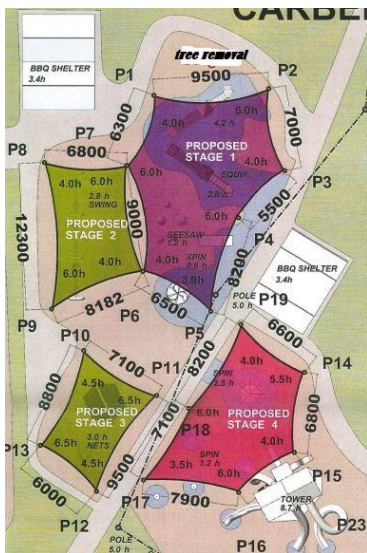 CARBE
tree removal
9500
P1
P2
BBQ SHELTER
3.4h
6300
4.2 h
6.0h
4.0h
7000
PROPOSED
STAGE 1
P7
6800
P8
P3
6.0h
4.0h
EQUIP.
2.8 h
4.0h
6.0h
2.8 h
SWING
PROPOSED
STAGE 2
9000
6.0h
5500
P4
12300
SEESAW
1.2 h
SPIN
0.6 h
4.0h
3.0h
8200
6.0h
4.0h
BBQ SHELTER
3.4h
8182
6500
POLE
5.0 h
P19
P9
P6
P5
P10
8200
6600
7100
P11
4.0h
P14
8800
4.5h
SPIN
2.5 h
5.5h
6.0h
7100
6.0h
6800
PROPOSED
STAGE 3
3.0 h
NETS
P18
PROPOSED
STAGE 4
P13
6.5h
4.5h
9500
3.5h
SPIN
1.2 h
6.0h
4.0h
P15
6000
P17
7900
TOWER
8.7 h
P23
P12
POLE
5.0 h
P16